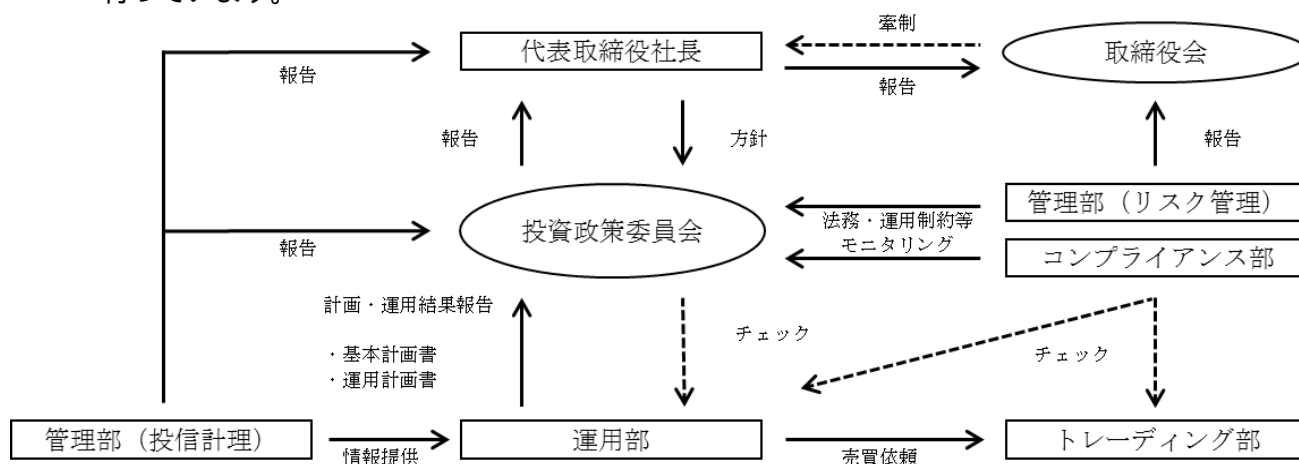 行っています。
代表取締役社長
牽制
取締役会
報告
報告
報告
方針
報告
投資政策委員会
法務・運用制約等
モニタリング
管理部（リスク管理）
コンプライアンス部
報告
計画・運用結果報告
・基本計画書
・運用計画書
チェック
チェック
管理部（投信計理）
情報提供
運用部
売買依頼
トレーディング部